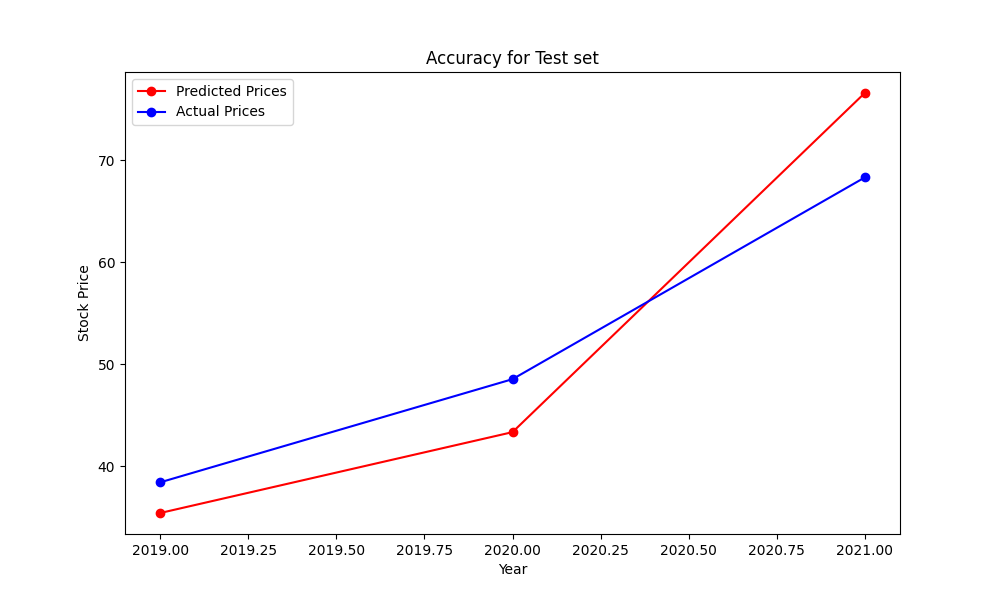 Accuracy for Test set
Predicted Prices
Actual Prices
70
60
50
40
Stock Price
2019.00 2019.25 2019.50 2019.75 2020.00 2020.25 2020.50 2020.75 2021.00
Year